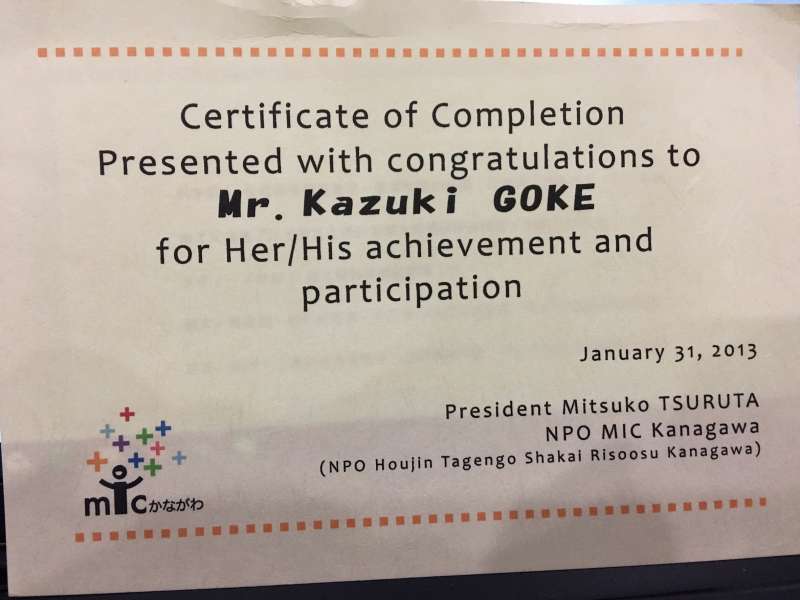 Certificate of Completion
Presented with congratulations to
Mr. Kazuki GOKE
for Her/His achievement and
participation
January 31, 2013
President Mitsuko TSURUTA
NPO MIC Kanagawa
(NPO Houjin Tagengo Shakai Risoosu Kanagawa)
micかながわ